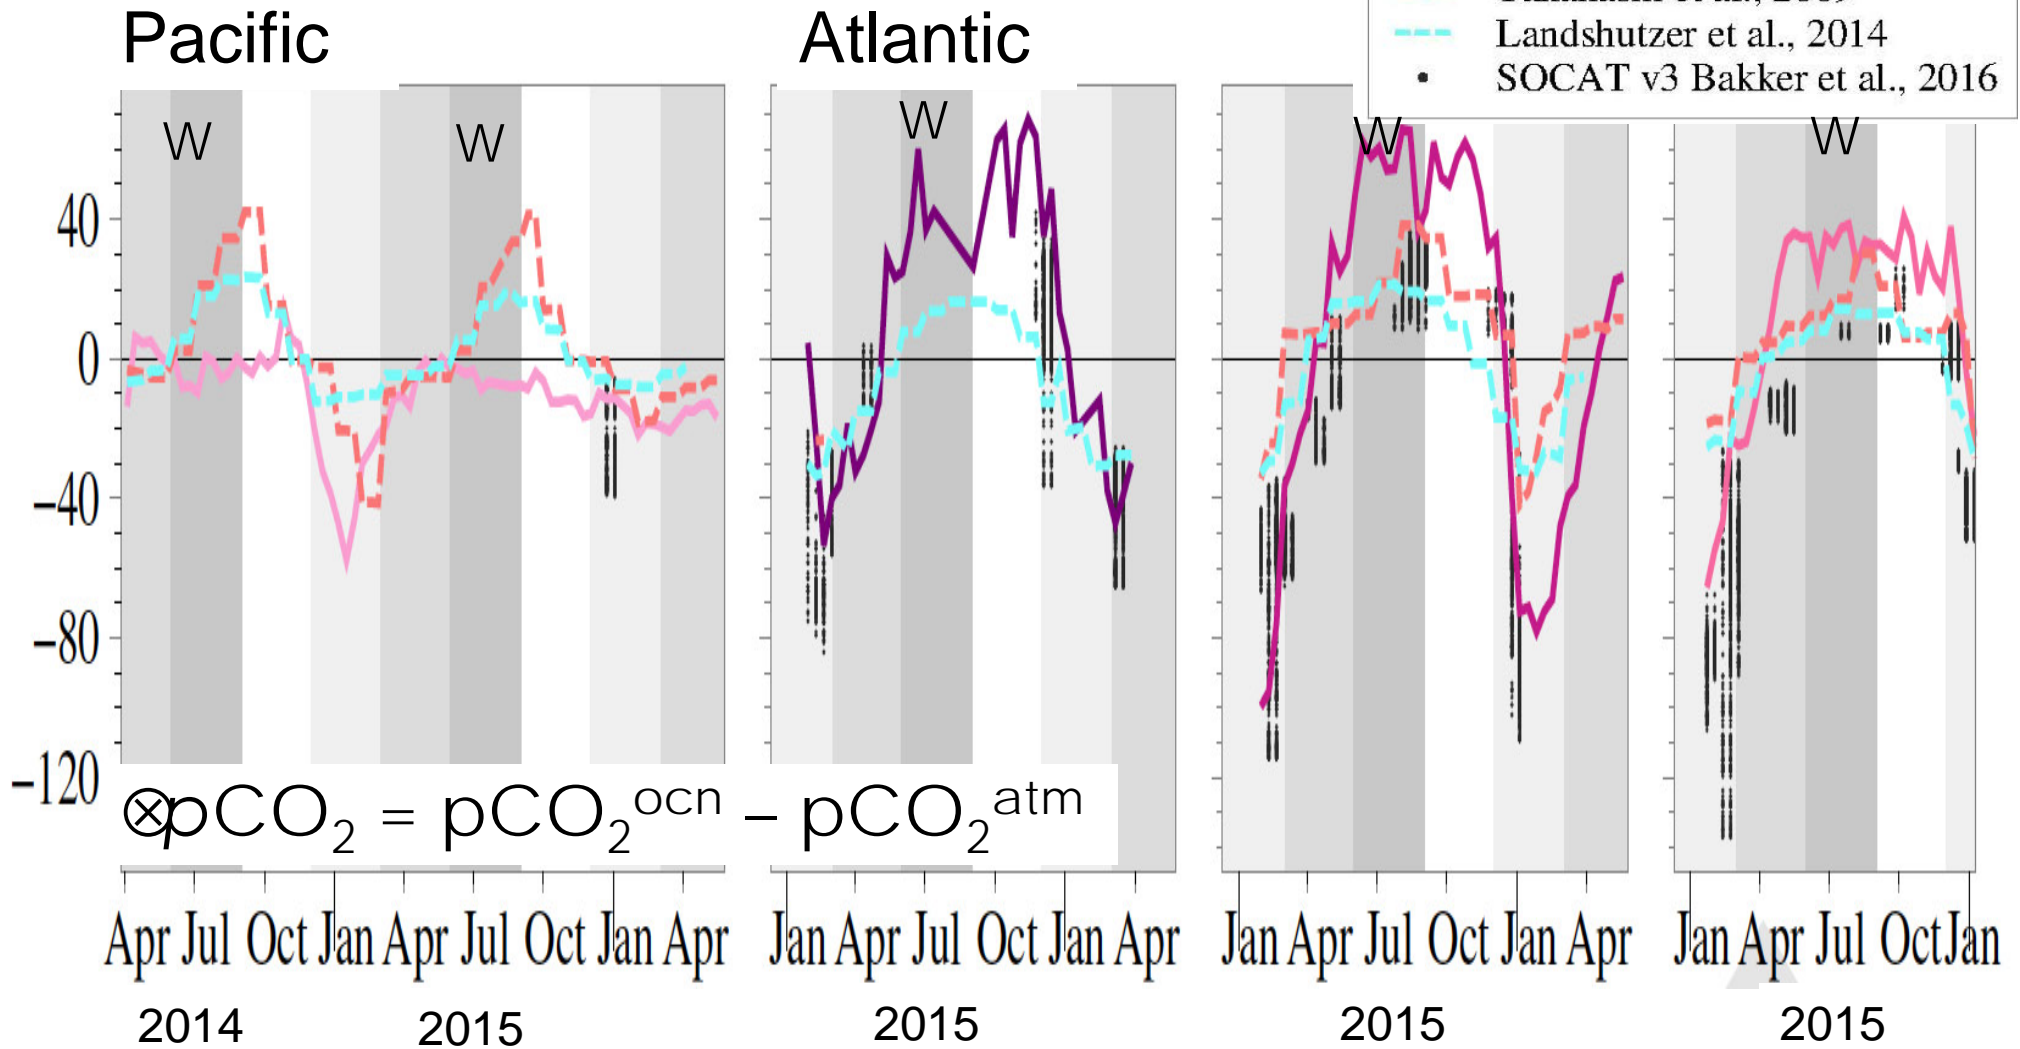 Pacific
Atlantic
Landshutzer et al., 2014
SOCAT v3 Bakker et al., 2016
W
W
W
W
W
40
0
−40
−80
−120
⊗pCO₂ = pCO₂ᵒᶜⁿ – pCO₂ᵃᵗᵐ
Apr Jul Oct Jan Apr Jul Oct Jan Apr
Jan Apr Jul Oct Jan Apr
Jan Apr Jul Oct Jan Apr
Jan Apr Jul Oct Jan
2014
2015
2015
2015
2015